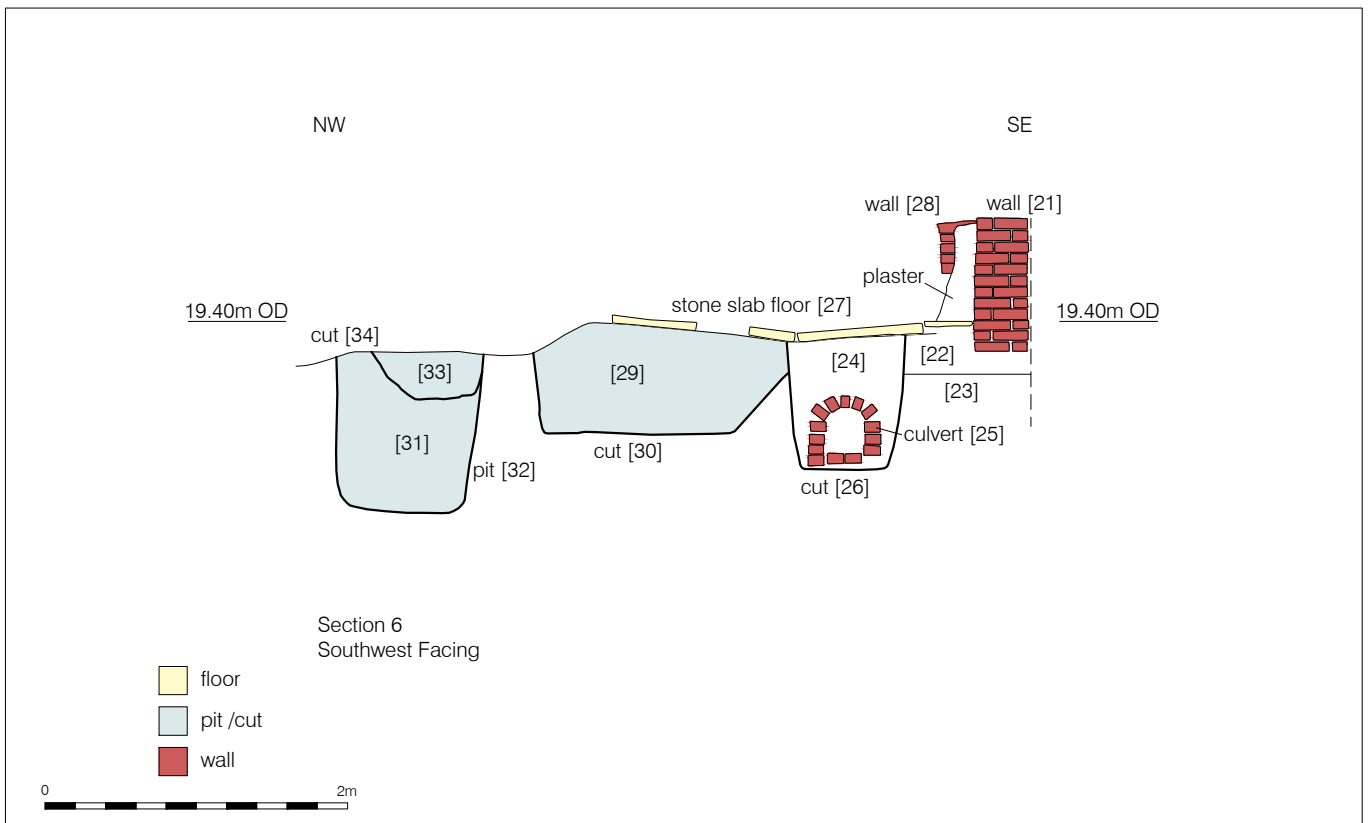 NW
SE
wall [28]
wall [21]
plaster
stone slab floor [27]
19.40m OD
19.40m OD
cut [34]
[33]
[29]
[24]
[22]
[23]
[31]
culvert [25]
cut [30]
pit [32]
cut [26]
Section 6
Southwest Facing
floor
pit /cut
wall
0
2m